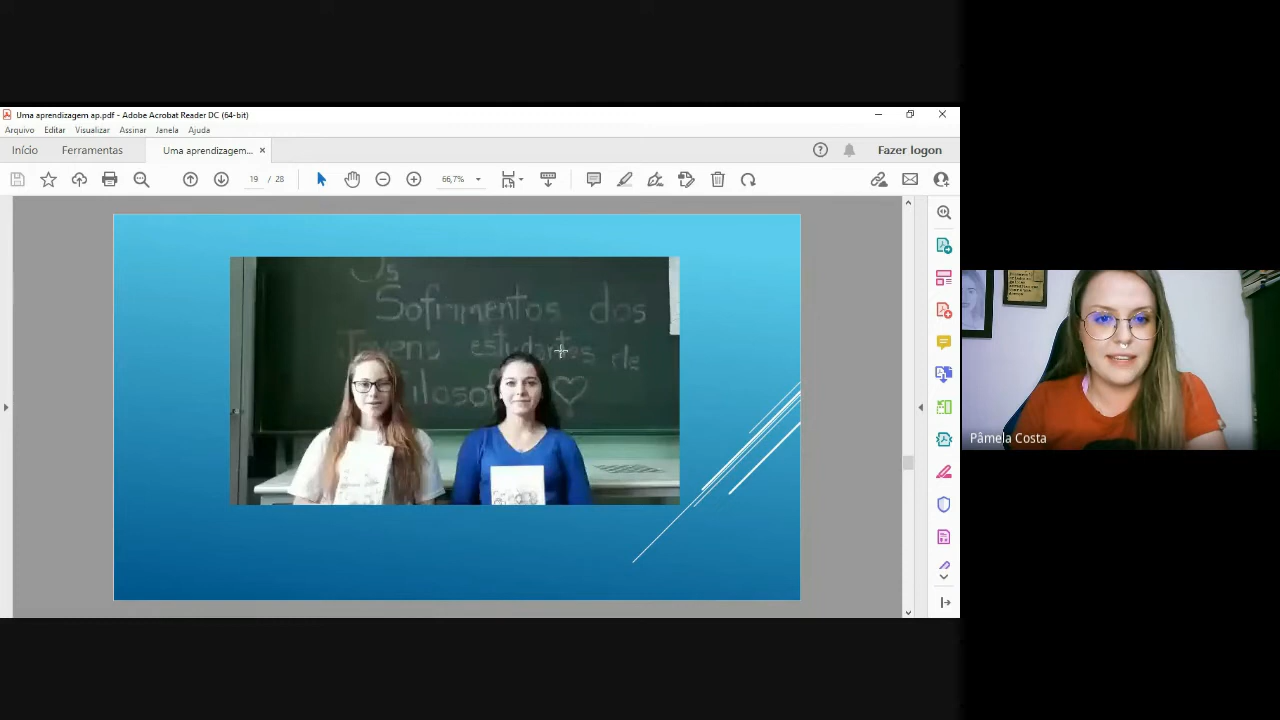 Uma aprendizagem ap.pdf - Adobe Acrobat Reader DC (64-bit)
Arquivo Editar Visualizar Assinar Janela Ajuda
Início Ferramentas Uma aprendizagem... × Fazer logon
19 / 28 66,7%
Os
Sofrimentos dos
Jovens estudantes de
Filosof
Pâmela Costa